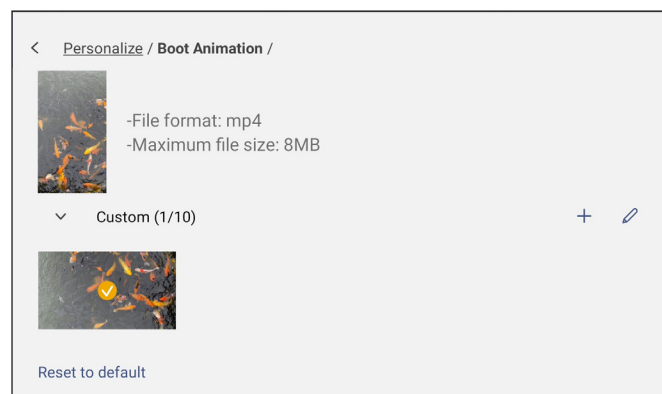 Personalize / Boot Animation /
-File format: mp4
-Maximum file size: 8MB
Custom (1/10)
Reset to default